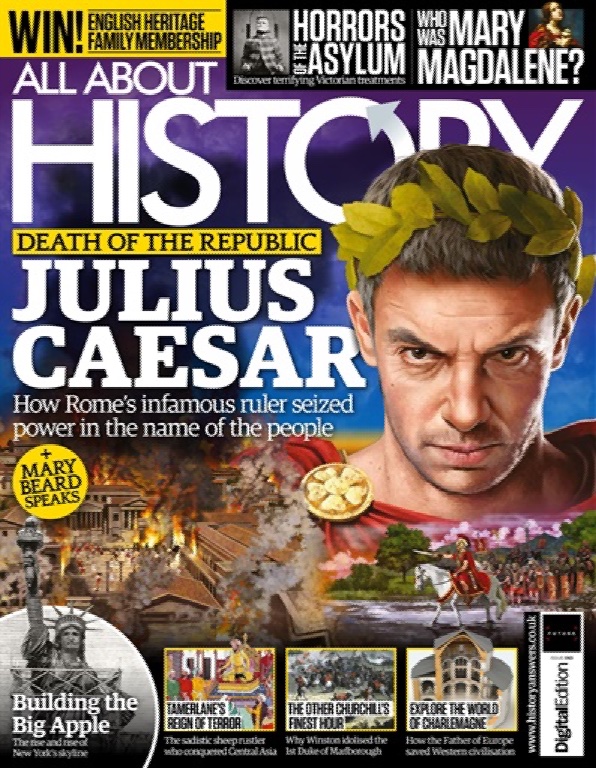 WIN!
ENGLISH HERITAGE
FAMILY MEMBERSHIP
HORRORS
OF THE
ASYLUM
Discover terrifying Victorian treatments
WHO
WAS
MARY
MAGDALENE?
ALL ABOUT
HISTORY
DEATH OF THE REPUBLIC
JULIUS
CAESAR
How Rome's infamous ruler seized
power in the name of the people
+
MARY
BEARD
SPEAKS
Building the
Big Apple
The rise and rise of
New York's skyline
TAMERLANE'S
REIGN OF TERROR
The sadistic sheep rustler
who conquered Central Asia
THE OTHER CHURCHILL'S
FINEST HOUR
Why Winston idolised the
1st Duke of Marlborough
EXPLORE THE WORLD
OF CHARLEMAGNE
How the Father of Europe
saved Western civilisation
www.historyanswers.co.uk
FUTURE
DigitalEdition